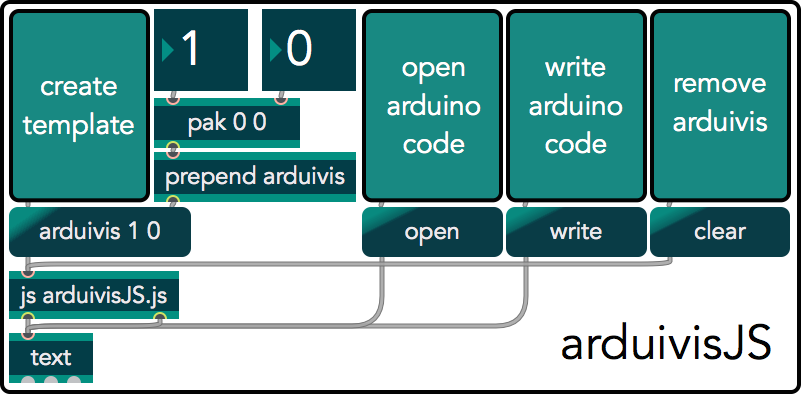 create
template
1
0
pak 0 0
prepend arduivis
open
arduino
code
write
arduino
code
remove
arduivis
arduivis 1 0
open
write
clear
js arduivisJS.js
text
arduivisJS